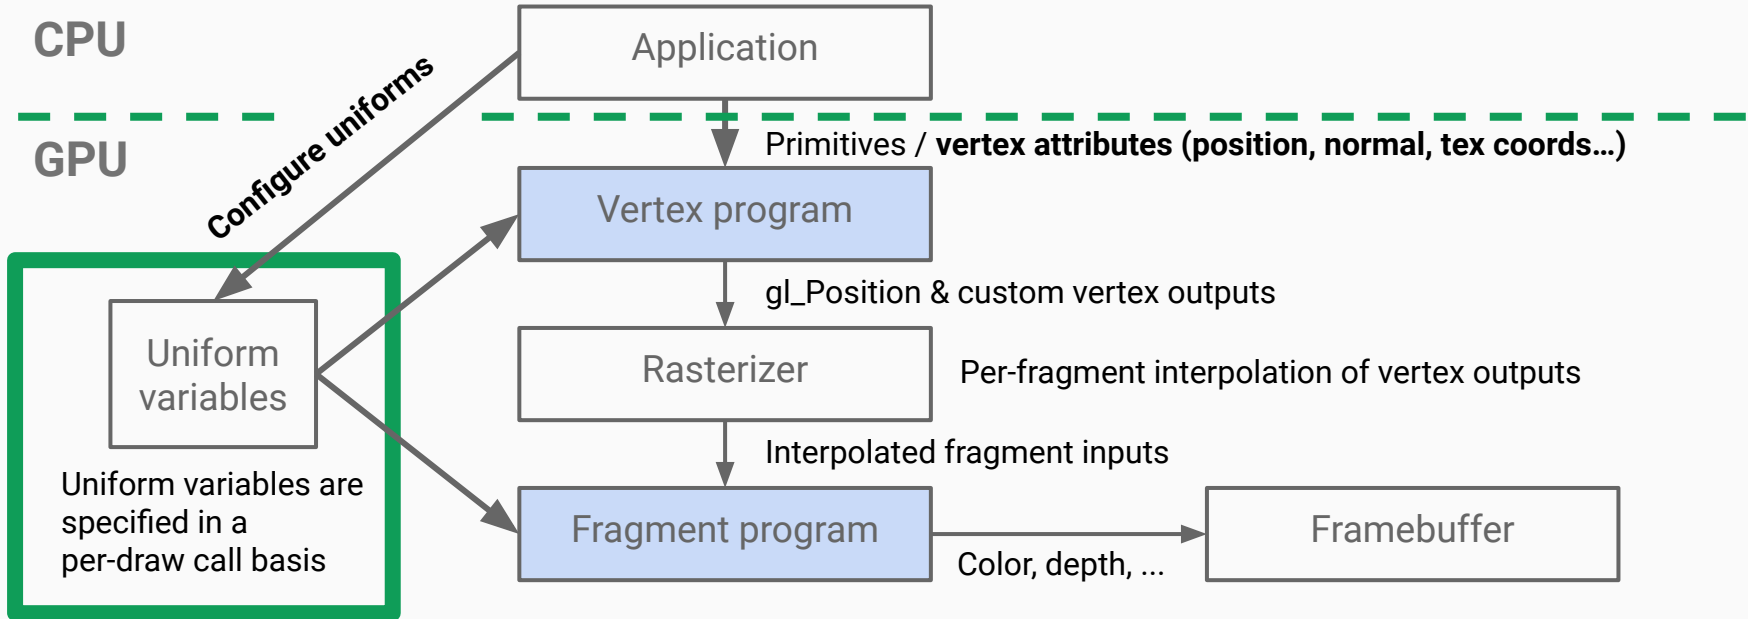 CPU
Application
Configure uniforms
GPU
Primitives / vertex attributes (position, normal, tex coords...)
Vertex program
gl_Position & custom vertex outputs
Uniform
variables
Rasterizer
Per-fragment interpolation of vertex outputs
Interpolated fragment inputs
Uniform variables are
specified in a
per-draw call basis
Fragment program
Color, depth, ...
Framebuffer